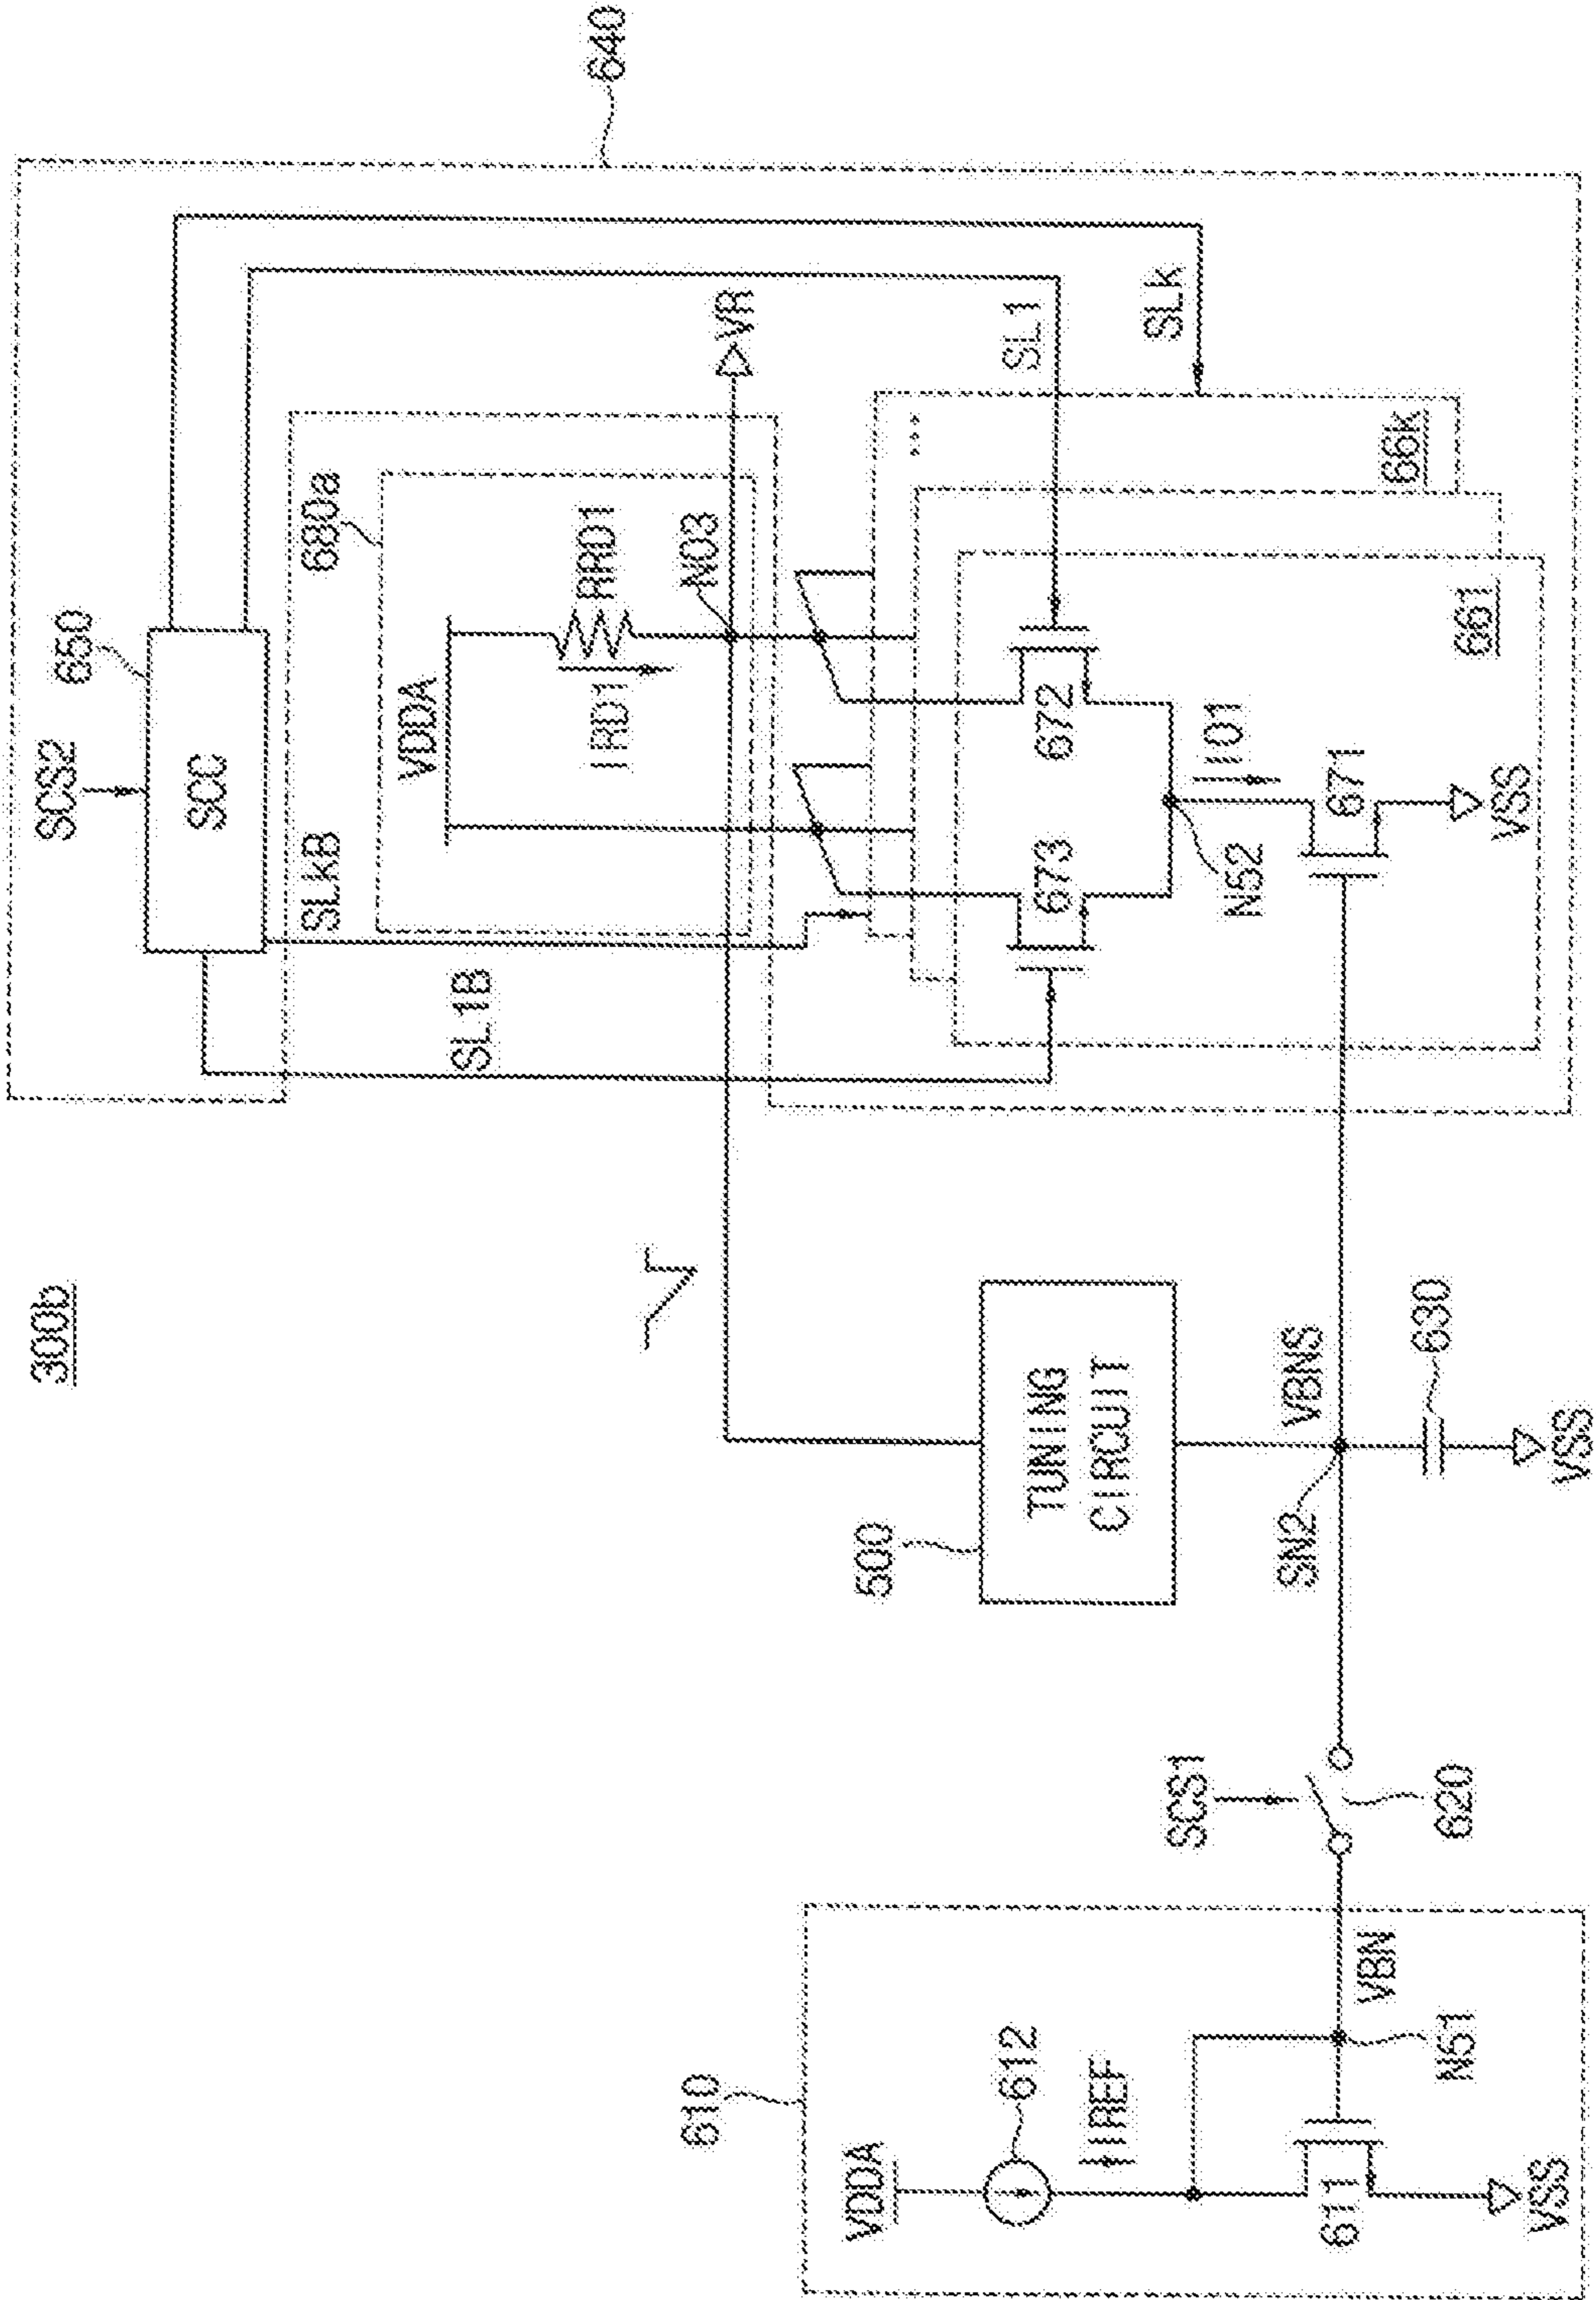 300b
640
SCS2
650
SCC
SLKB
SL1B
680a
VDDA
RRD1
IRD1
NO3
VR
SL1
SLK
66k
661
673
672
IO1
N52
671
VSS
500
TUNING
CIRCUIT
SN2
VBNS
630
VSS
SCS1
620
610
VDDA
612
IREF
611
VBN
N51
VSS